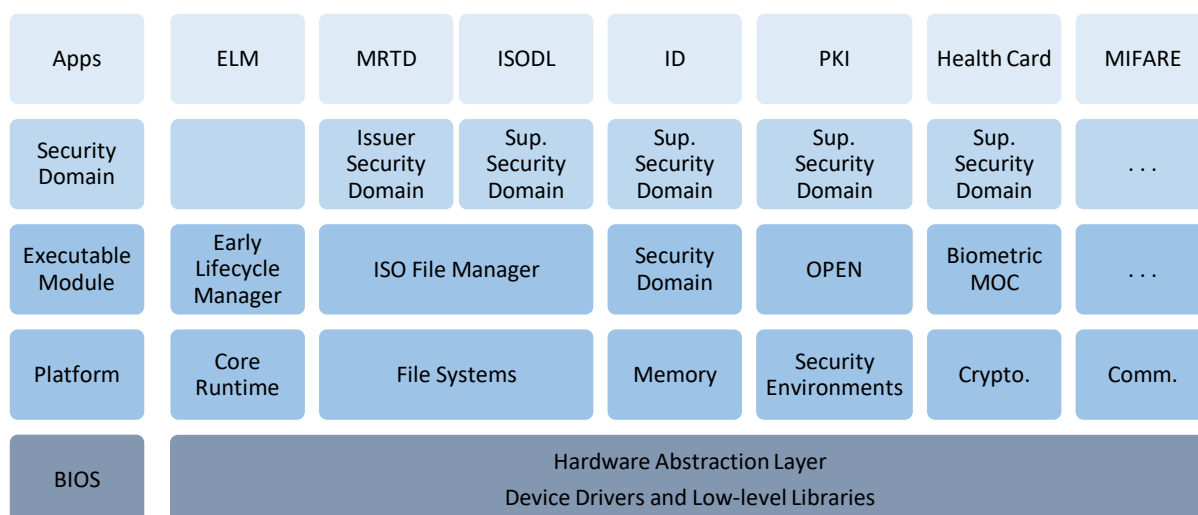 Apps
ELM
MRTD
ISODL
ID
PKI
Health Card
MIFARE
Security
Domain
Issuer
Security
Domain
Sup.
Security
Domain
Sup.
Security
Domain
Sup.
Security
Domain
Sup.
Security
Domain
. . .
Executable
Module
Early
Lifecycle
Manager
ISO File Manager
Security
Domain
OPEN
Biometric
MOC
. . .
Platform
Core
Runtime
File Systems
Memory
Security
Environments
Crypto.
Comm.
BIOS
Hardware Abstraction Layer
Device Drivers and Low-level Libraries